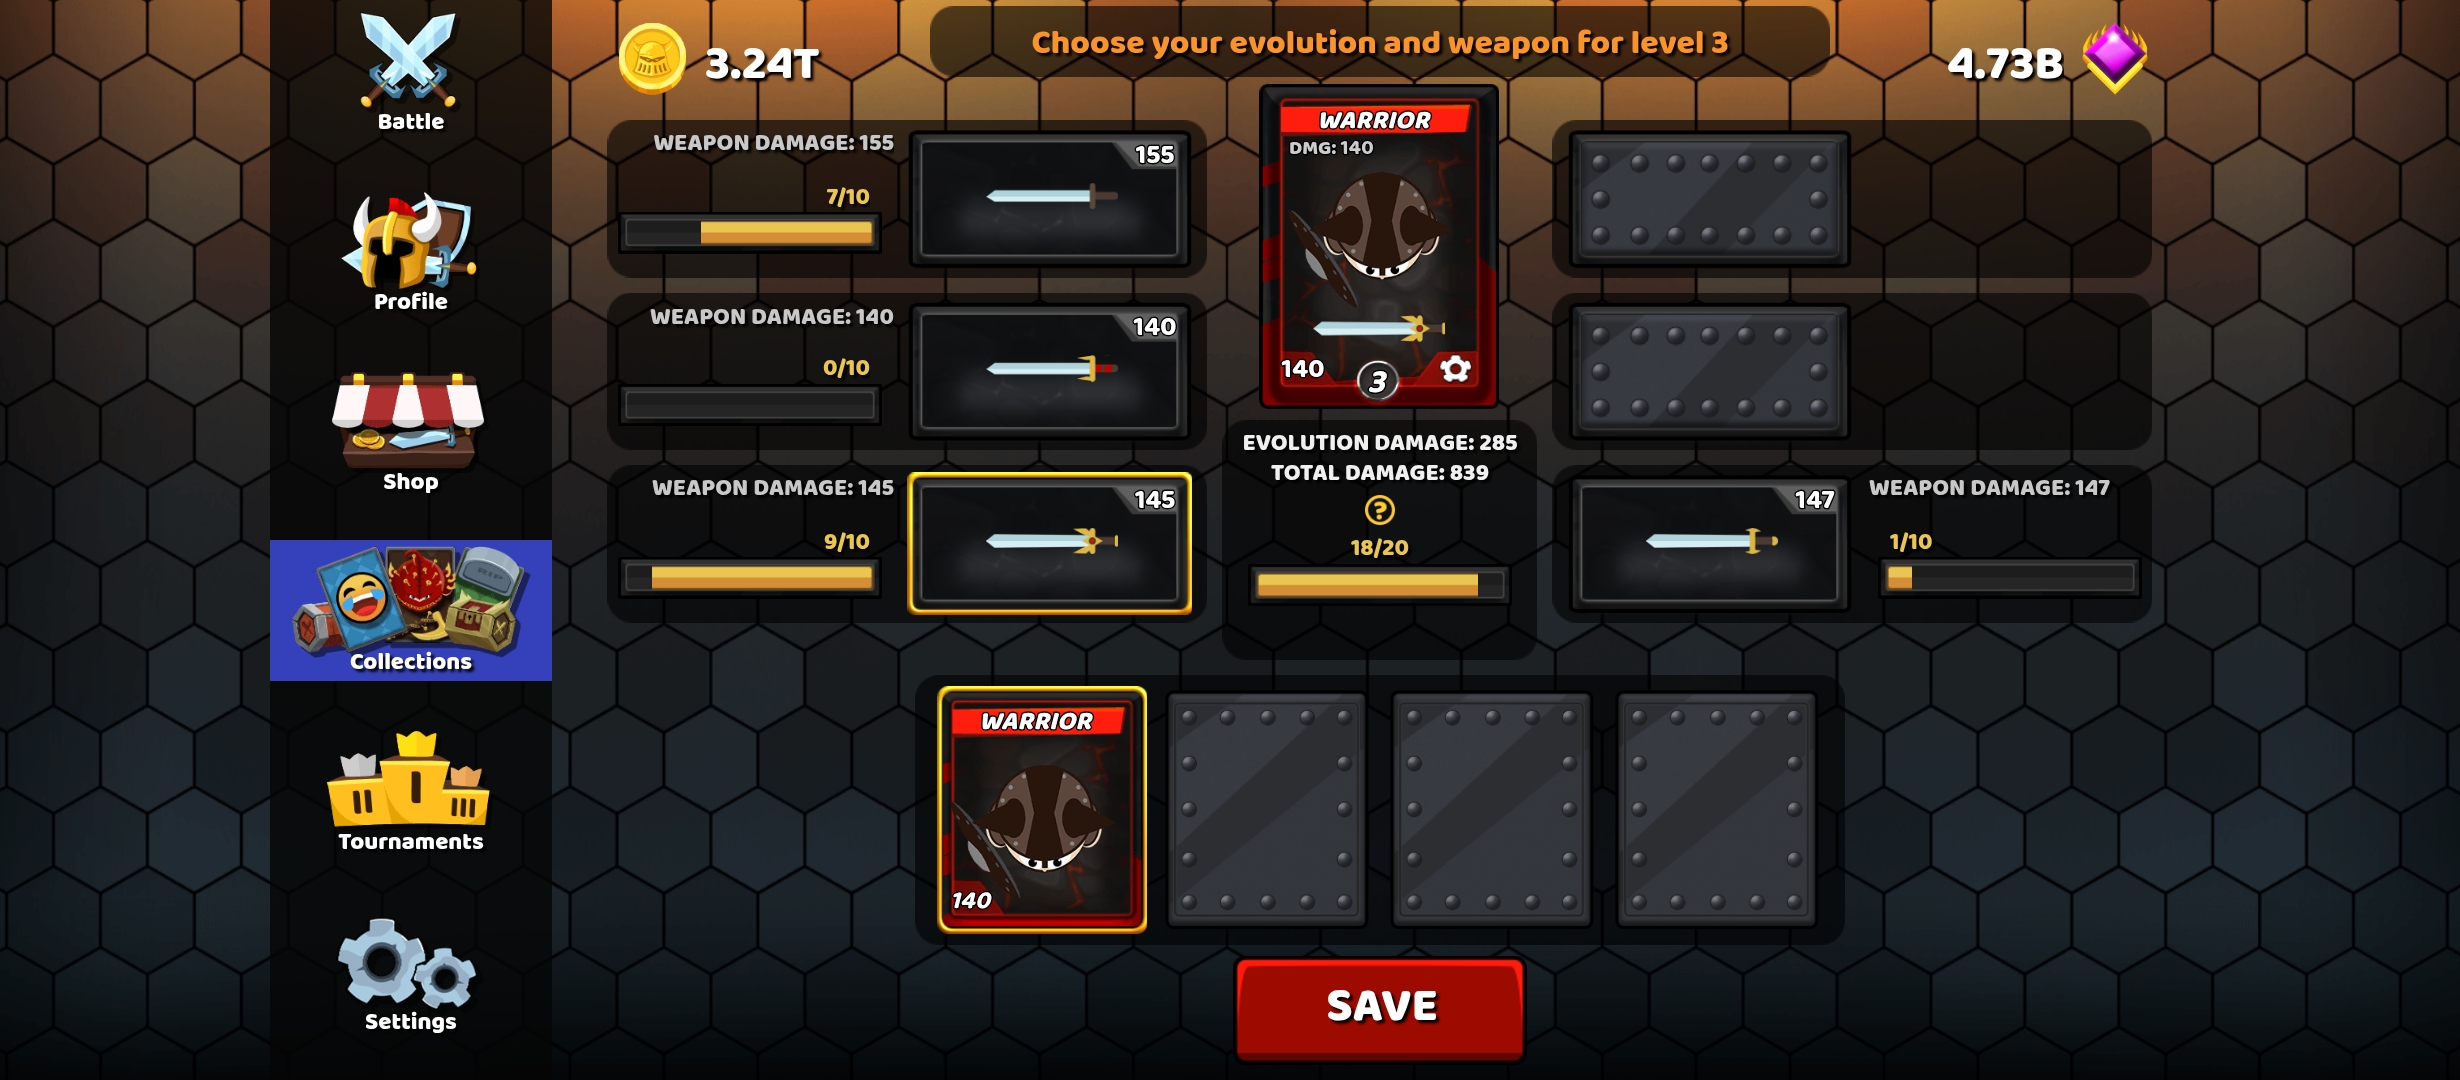 Battle
Profile
Shop
Collections
Tournaments
RIP
Settings
3.24T
Choose your evolution and weapon for level 3
4.73B
WEAPON DAMAGE: 155
7/10
155
WEAPON DAMAGE: 140
0/10
140
WEAPON DAMAGE: 145
9/10
145
WARRIOR
DMG: 140
140
3
EVOLUTION DAMAGE: 285
TOTAL DAMAGE: 839
?
18/20
147
WEAPON DAMAGE: 147
1/10
WARRIOR
140
SAVE